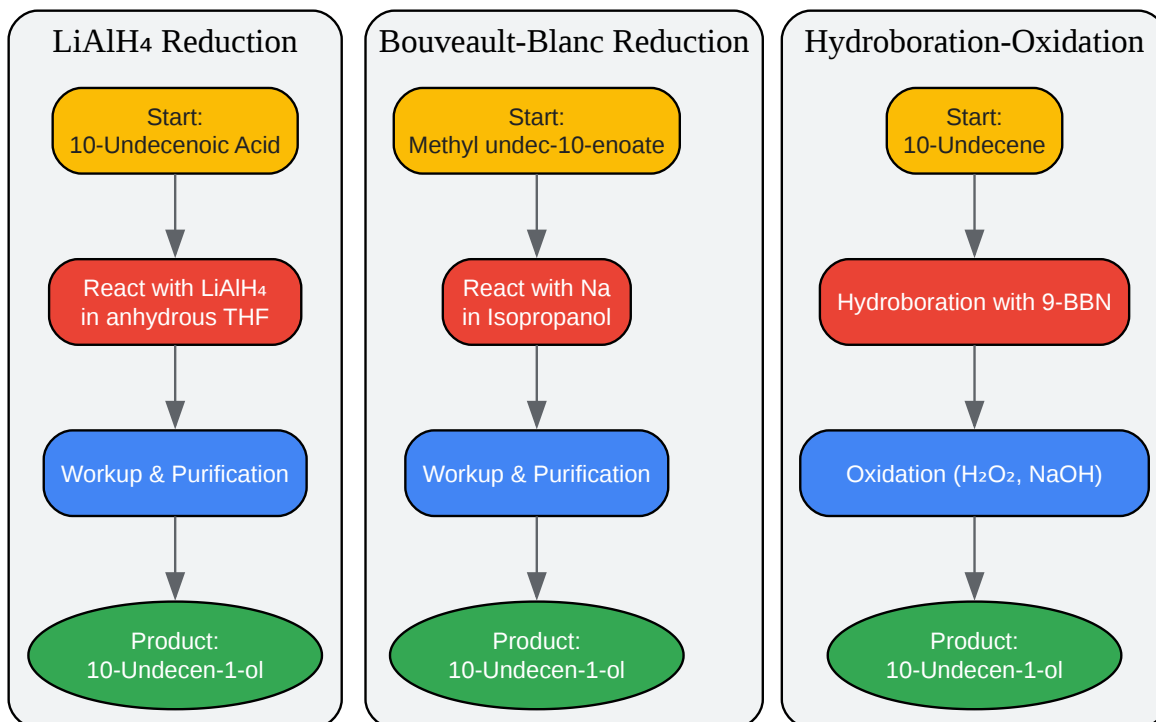 LiAlH₄ Reduction
Start:
10-Undecenoic Acid
React with LiAlH₄
in anhydrous THF
Workup & Purification
Product:
10-Undecen-1-ol
Bouveault-Blanc Reduction
Start:
Methyl undec-10-enoate
React with Na
in Isopropanol
Workup & Purification
Product:
10-Undecen-1-ol
Hydroboration-Oxidation
Start:
10-Undecene
Hydroboration with 9-BBN
Oxidation (H₂O₂, NaOH)
Product:
10-Undecen-1-ol